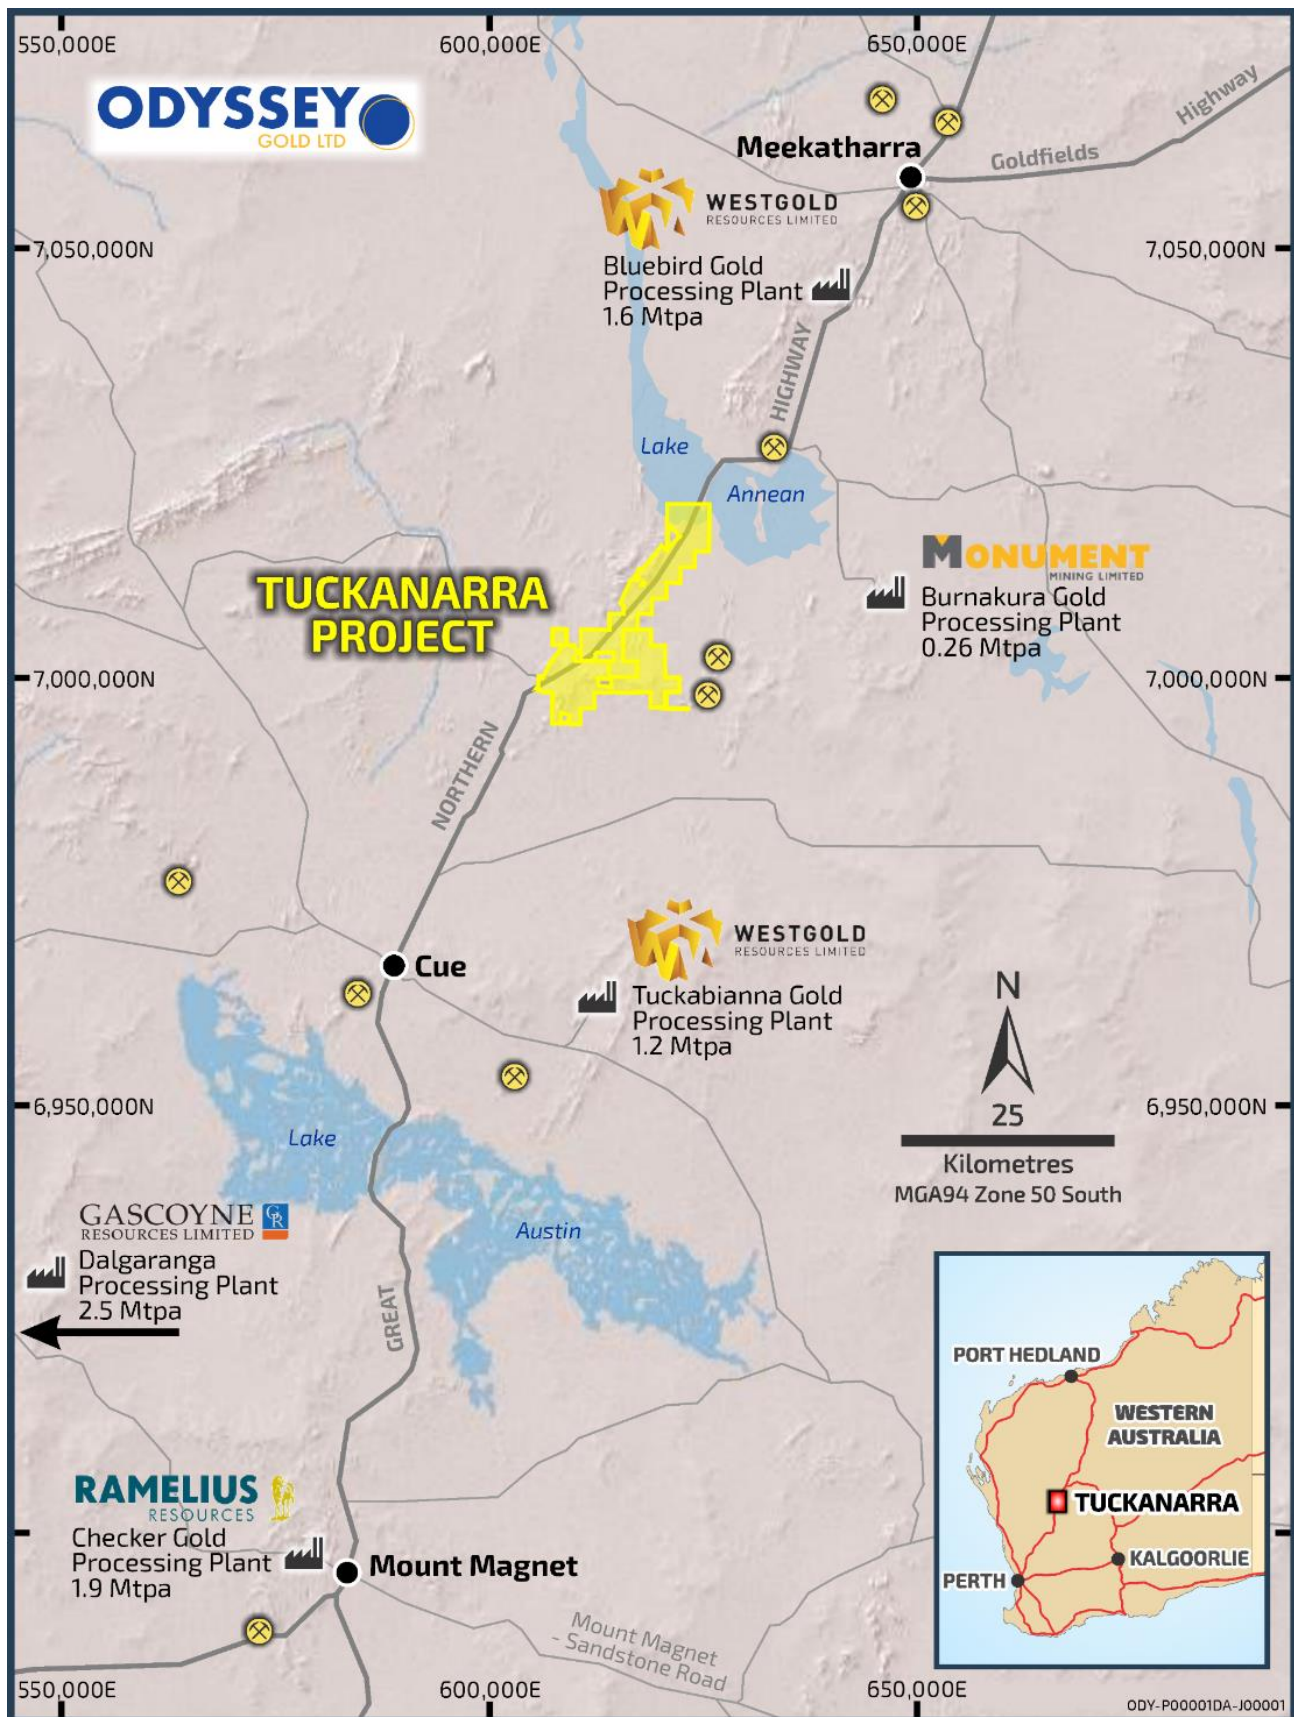 550,000E
600,000E
650,000E
ODYSSEY
GOLD LTD
Highway
Meekatharra
Goldfields
WESTGOLD
RESOURCES LIMITED
7,050,000N
7,050,000N
Bluebird Gold
Processing Plant
1.6 Mtpa
HIGHWAY
Lake
Annean
MONUMENT
MINING LIMITED
TUCKANARRA
PROJECT
Burnakura Gold
Processing Plant
0.26 Mtpa
7,000,000N
7,000,000N
NORTHERN
WESTGOLD
RESOURCES LIMITED
Cue
Tuckabianna Gold
Processing Plant
1.2 Mtpa
N
6,950,000N
6,950,000N
25
Kilometres
MGA94 Zone 50 South
Lake
Austin
GASCOYNE
RESOURCES LIMITED
GR
Dalgaranga
Processing Plant
2.5 Mtpa
GREAT
PORT HEDLAND
WESTERN
AUSTRALIA
TUCKANARRA
KALGOORLIE
PERTH
RAMELIUS
RESOURCES
Checker Gold
Processing Plant
1.9 Mtpa
Mount Magnet
Mount Magnet
- Sandstone Road
550,000E
600,000E
650,000E
ODY-P00001DA-J00001